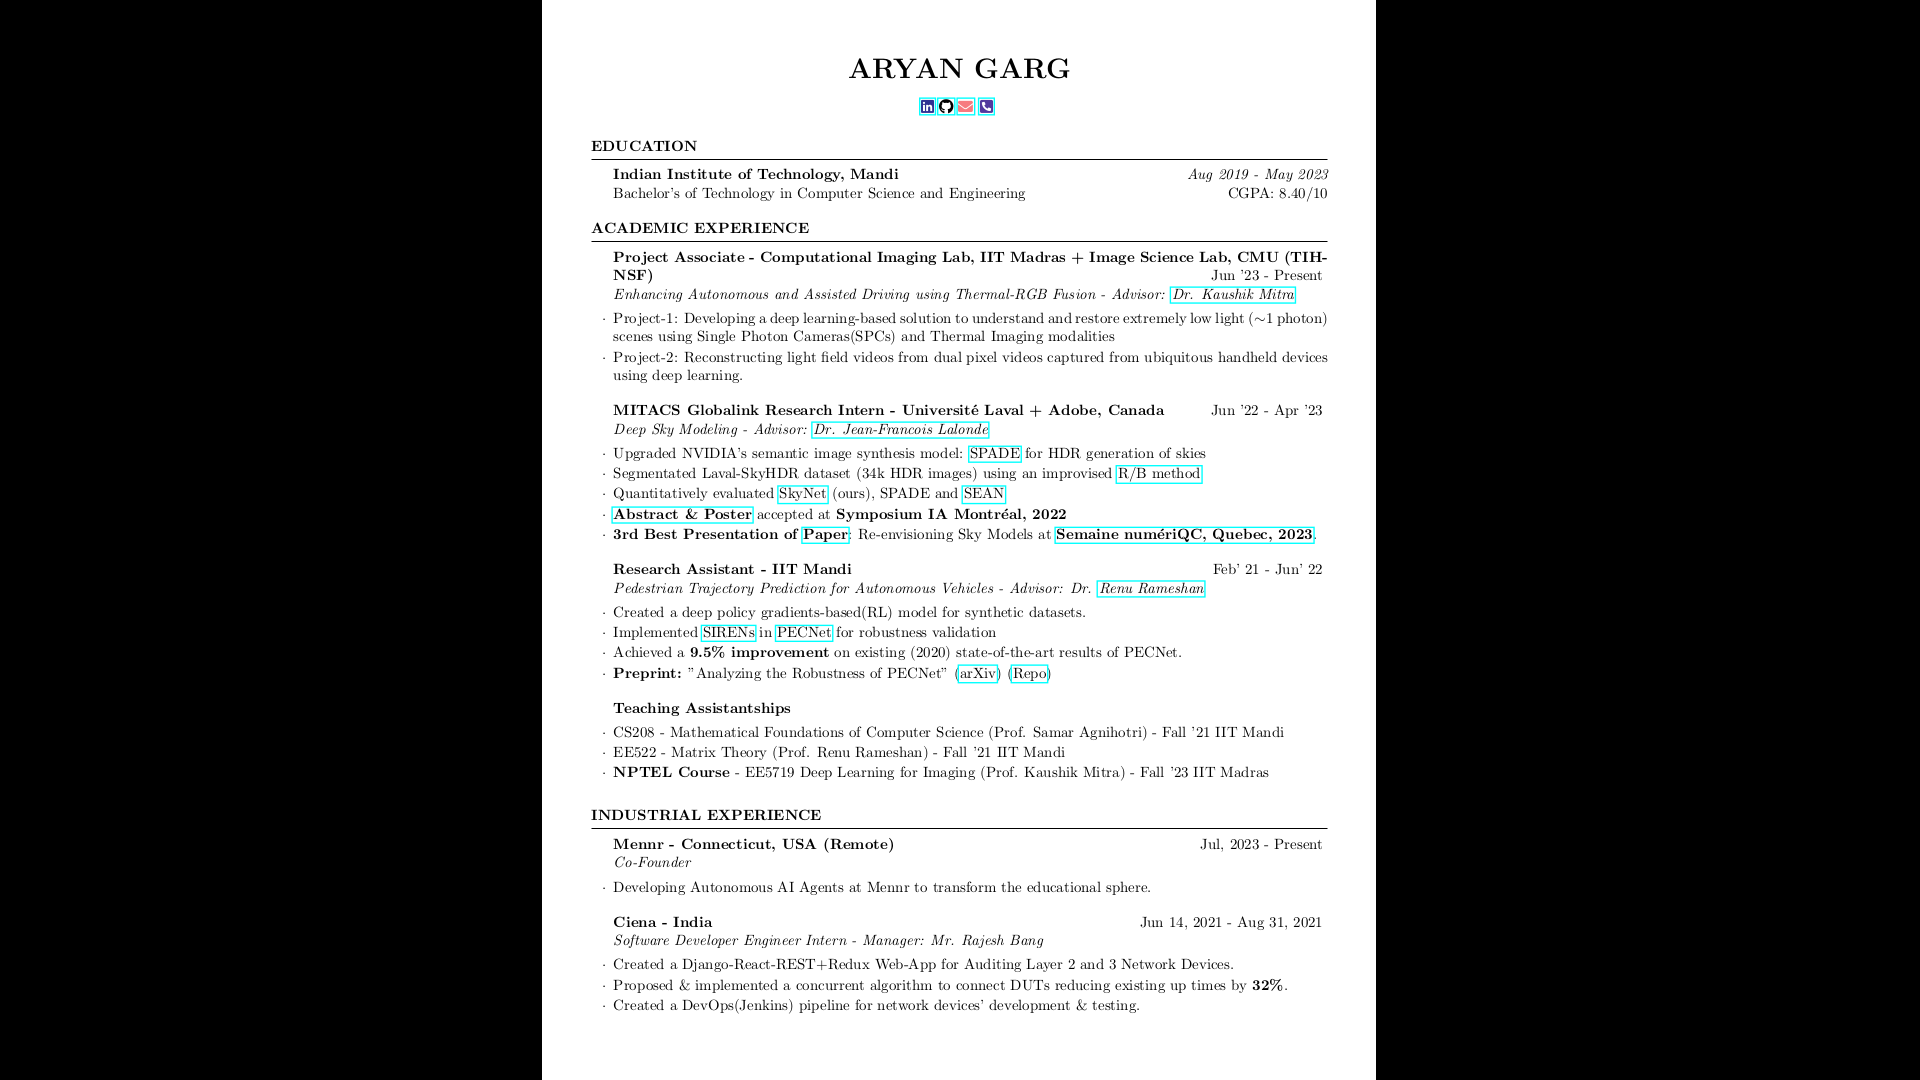 ARYAN GARG
EDUCATION
Indian Institute of Technology, Mandi Aug 2019 - May 2023
Bachelor's of Technology in Computer Science and Engineering CGPA: 8.40/10
ACADEMIC EXPERIENCE
Project Associate - Computational Imaging Lab, IIT Madras + Image Science Lab, CMU (TIH-
NSF) Jun '23 - Present
Enhancing Autonomous and Assisted Driving using Thermal-RGB Fusion - Advisor: Dr. Kaushik Mitra
· Project-1: Developing a deep learning-based solution to understand and restore extremely low light (∼1 photon)
scenes using Single Photon Cameras(SPCs) and Thermal Imaging modalities
· Project-2: Reconstructing light field videos from dual pixel videos captured from ubiquitous handheld devices
using deep learning.
MITACS Globalink Research Intern - Université Laval + Adobe, Canada Jun '22 - Apr '23
Deep Sky Modeling - Advisor: Dr. Jean-Francois Lalonde
· Upgraded NVIDIA's semantic image synthesis model: SPADE for HDR generation of skies
· Segmentated Laval-SkyHDR dataset (34k HDR images) using an improvised R/B method
· Quantitatively evaluated SkyNet (ours), SPADE and SEAN
· Abstract & Poster accepted at Symposium IA Montréal, 2022
· 3rd Best Presentation of Paper: Re-envisioning Sky Models at Semaine numériQC, Quebec, 2023.
Research Assistant - IIT Mandi Feb' 21 - Jun' 22
Pedestrian Trajectory Prediction for Autonomous Vehicles - Advisor: Dr. Renu Rameshan
· Created a deep policy gradients-based(RL) model for synthetic datasets.
· Implemented SIRENs in PECNet for robustness validation
· Achieved a 9.5% improvement on existing (2020) state-of-the-art results of PECNet.
· Preprint: "Analyzing the Robustness of PECNet" (arXiv) (Repo)
Teaching Assistantships
· CS208 - Mathematical Foundations of Computer Science (Prof. Samar Agnihotri) - Fall '21 IIT Mandi
· EE522 - Matrix Theory (Prof. Renu Rameshan) - Fall '21 IIT Mandi
· NPTEL Course - EE5719 Deep Learning for Imaging (Prof. Kaushik Mitra) - Fall '23 IIT Madras
INDUSTRIAL EXPERIENCE
Mennr - Connecticut, USA (Remote) Jul, 2023 - Present
Co-Founder
· Developing Autonomous AI Agents at Mennr to transform the educational sphere.
Ciena - India Jun 14, 2021 - Aug 31, 2021
Software Developer Engineer Intern - Manager: Mr. Rajesh Bang
· Created a Django-React-REST+Redux Web-App for Auditing Layer 2 and 3 Network Devices.
· Proposed & implemented a concurrent algorithm to connect DUTs reducing existing up times by 32%.
· Created a DevOps(Jenkins) pipeline for network devices' development & testing.